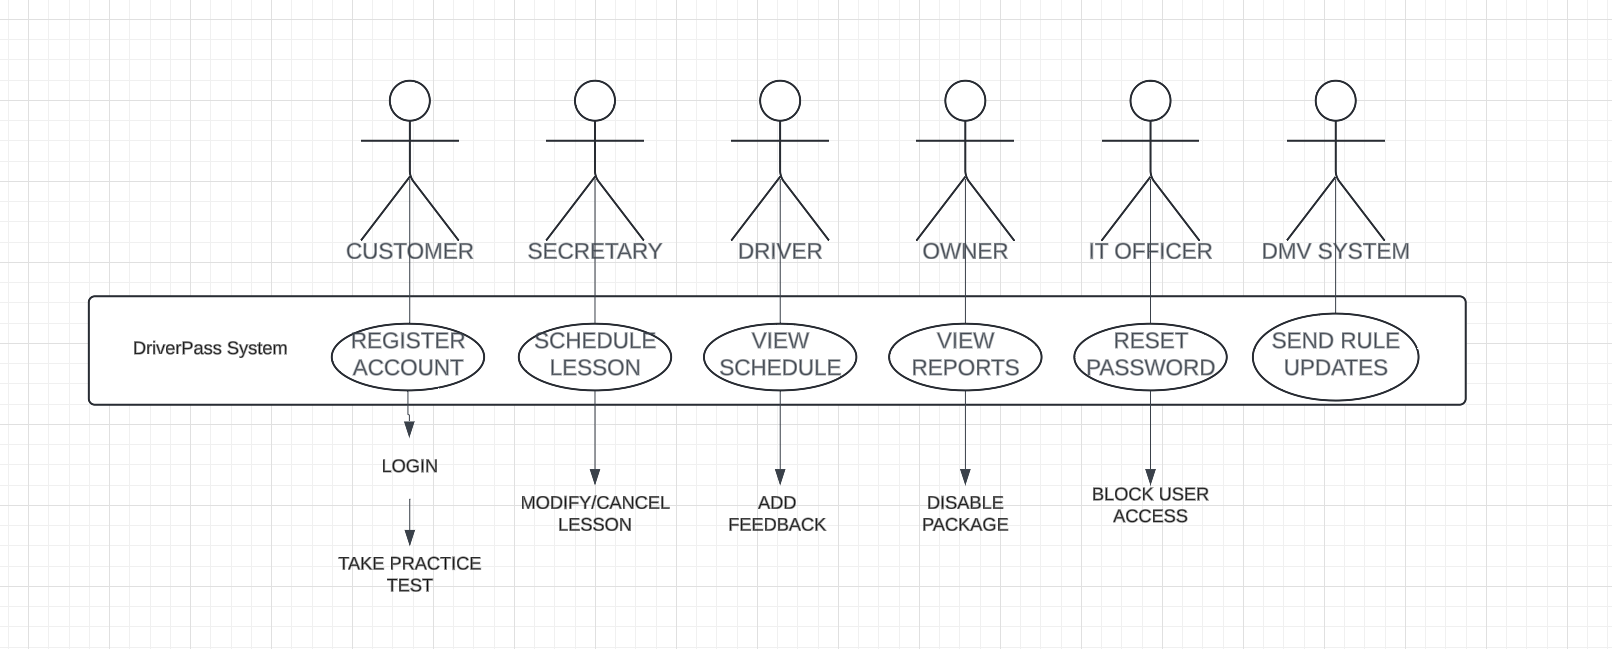 CUSTOMER
SECRETARY
DRIVER
OWNER
IT OFFICER
DMV SYSTEM
DriverPass System
REGISTER
ACCOUNT
SCHEDULE
LESSON
VIEW
SCHEDULE
VIEW
REPORTS
RESET
PASSWORD
SEND RULE
UPDATES
LOGIN
TAKE PRACTICE
TEST
MODIFY/CANCEL
LESSON
ADD
FEEDBACK
DISABLE
PACKAGE
BLOCK USER
ACCESS